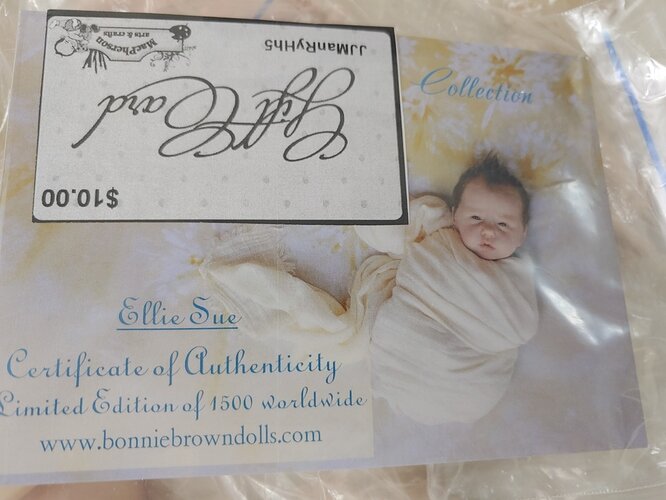 MacPherson
arts & crafts
JJManRyHh5
Gift Card
$10.00
Collection
Ellie Sue
Certificate of Authenticity
Limited Edition of 1500 worldwide
www.bonniebrowndolls.com